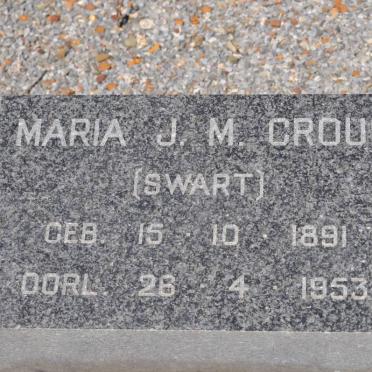 MARIA J. M. CROU
(SWART)
GEB. 15 · 10 · 1891
OORL. 26 · 4 · 1953